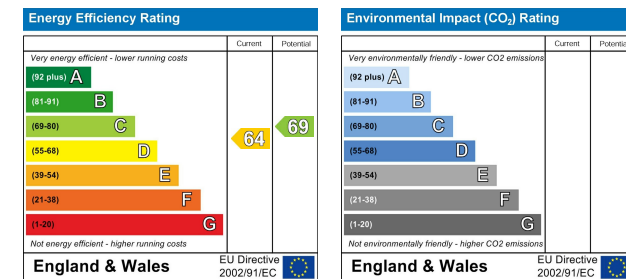 Energy Efficiency Rating
Current Potential
Very energy efficient - lower running costs
(92 plus) A
(81-91) B
(69-80) C
(55-68) D
(39-54) E
(21-38) F
(1-20) G
64
69
Not energy efficient - higher running costs
England & Wales
EU Directive
2002/91/EC
Environmental Impact (CO₂) Rating
Current Potential
Very environmentally friendly - lower CO2 emissions
(92 plus) A
(81-91) B
(69-80) C
(55-68) D
(39-54) E
(21-38) F
(1-20) G
Not environmentally friendly - higher CO2 emissions
England & Wales
EU Directive
2002/91/EC